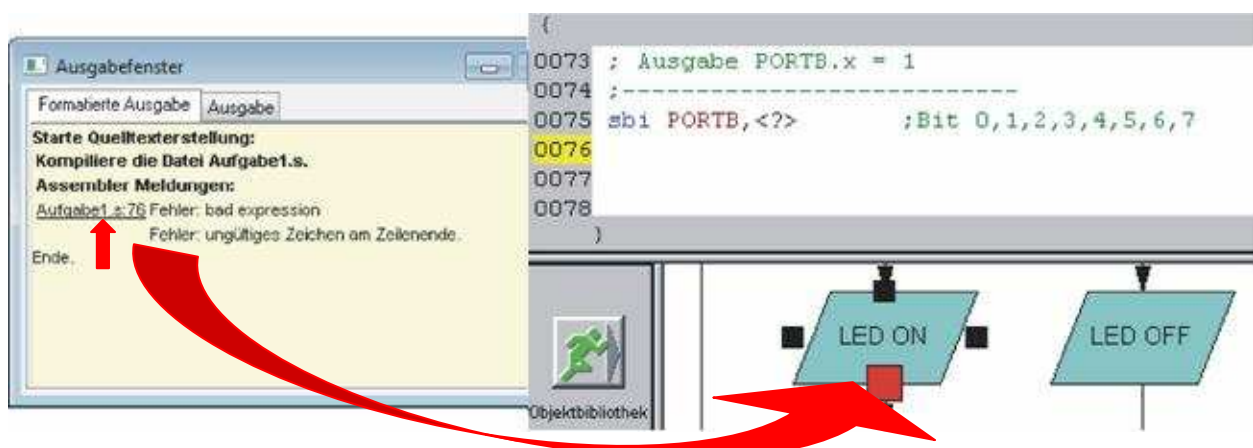 Ausgabefenster
Formatierte Ausgabe Ausgabe
Starte Quelltexterstellung:
Kompiliere die Datei Aufgabe1.s.
Assembler Meldungen:
Aufgabe1.s:76 Fehler: bad expression
Fehler: ungültiges Zeichen am Zeilenende.
Ende.
{
0073 ; Ausgabe PORTB.x = 1
0074 ;----------------------------
0075 sbi PORTB,<?> ;Bit 0,1,2,3,4,5,6,7
0076
0077
0078
}
LED ON
LED OFF
Objektbibliothek